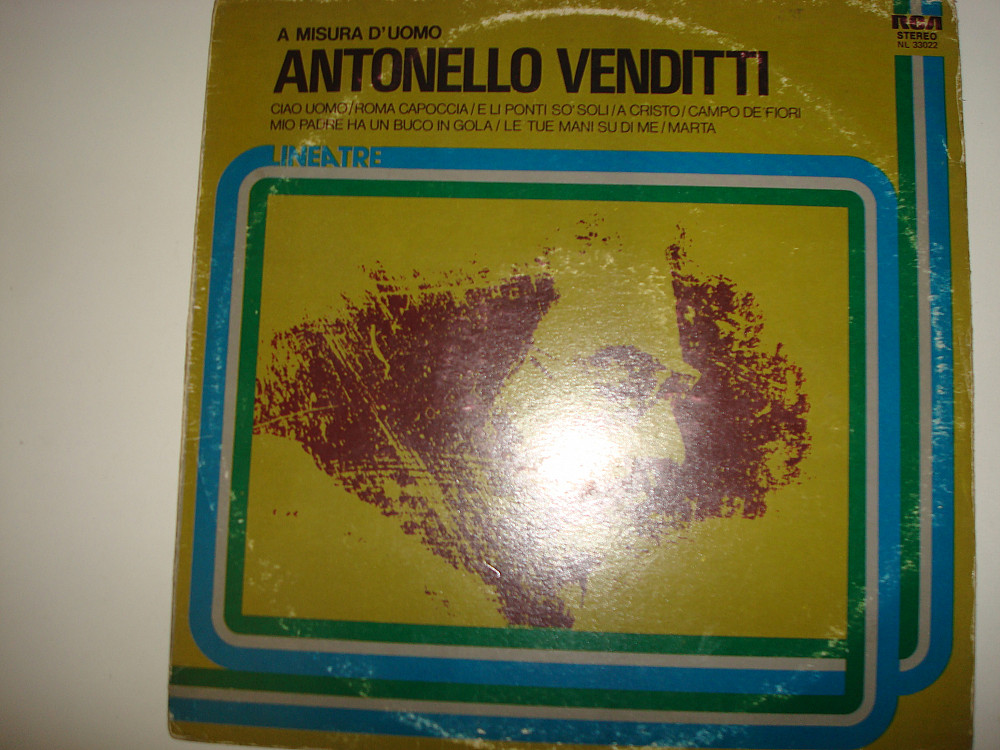 A MISURA D'UOMO
ANTONELLO VENDITTI
CIAO UOMO/ROMA CAPOCCIA/E LI PONTI SO' SOLI/A CRISTO/CAMPO DE' FIORI
MIO PADRE HA UN BUCO IN GOLA/LE TUE MANI SU DI ME/MARTA
RCA
STEREO
NL 33022
LINEATRE